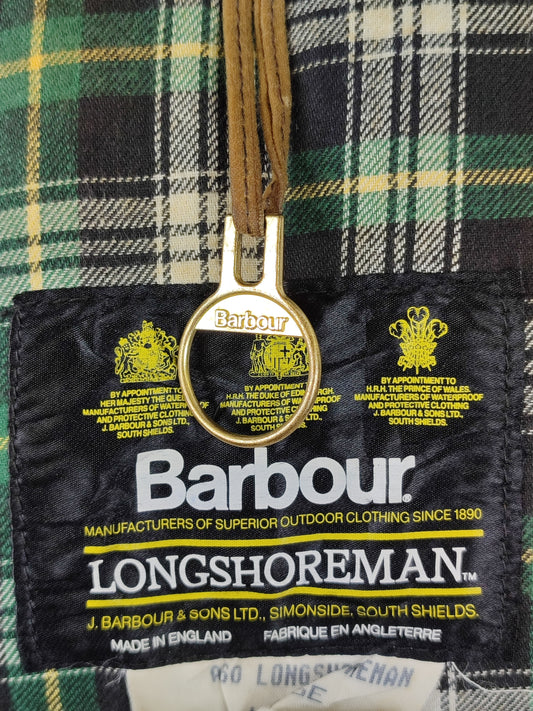 Barbour
BY APPOINTMENT TO
HER MAJESTY THE
MANUFACTURERS OF WATERPROOF
AND PROTECTIVE CLOTHING
J. BARBOUR & SONS LTD.,
SOUTH SHIELDS.
BY APPOINTMENT TO
H.R.H. THE DUKE OF EDINBURGH.
MANUFACTURERS OF WATERPROOF
AND PROTECTIVE CLOTHING
J. BARBOUR & SONS LTD.,
SOUTH SHIELDS.
BY APPOINTMENT TO
H.R.H. THE PRINCE OF WALES.
MANUFACTURERS OF WATERPROOF
AND PROTECTIVE CLOTHING
J. BARBOUR & SONS LTD.,
SOUTH SHIELDS.
Barbour
MANUFACTURERS OF SUPERIOR OUTDOOR CLOTHING SINCE 1890
LONGSHOREMAN™
J. BARBOUR & SONS LTD., SIMONSIDE, SOUTH SHIELDS.
MADE IN ENGLAND FABRIQUE EN ANGLETERRE
LONGSHOREMAN